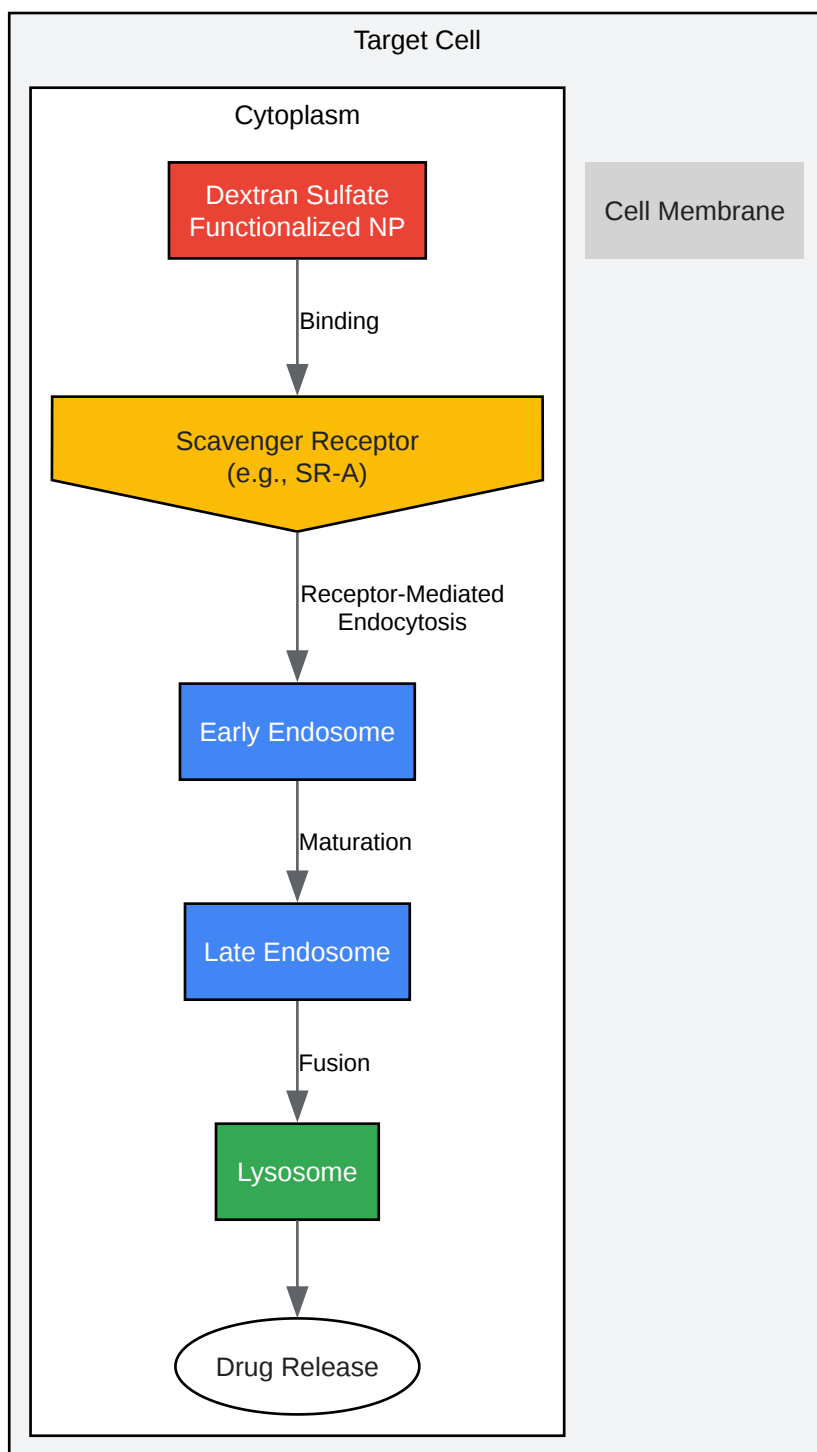 Target Cell
Cytoplasm
Dextran Sulfate
Functionalized NP
Cell Membrane
Binding
Scavenger Receptor
(e.g., SR-A)
Receptor-Mediated
Endocytosis
Early Endosome
Maturation
Late Endosome
Fusion
Lysosome
Drug Release